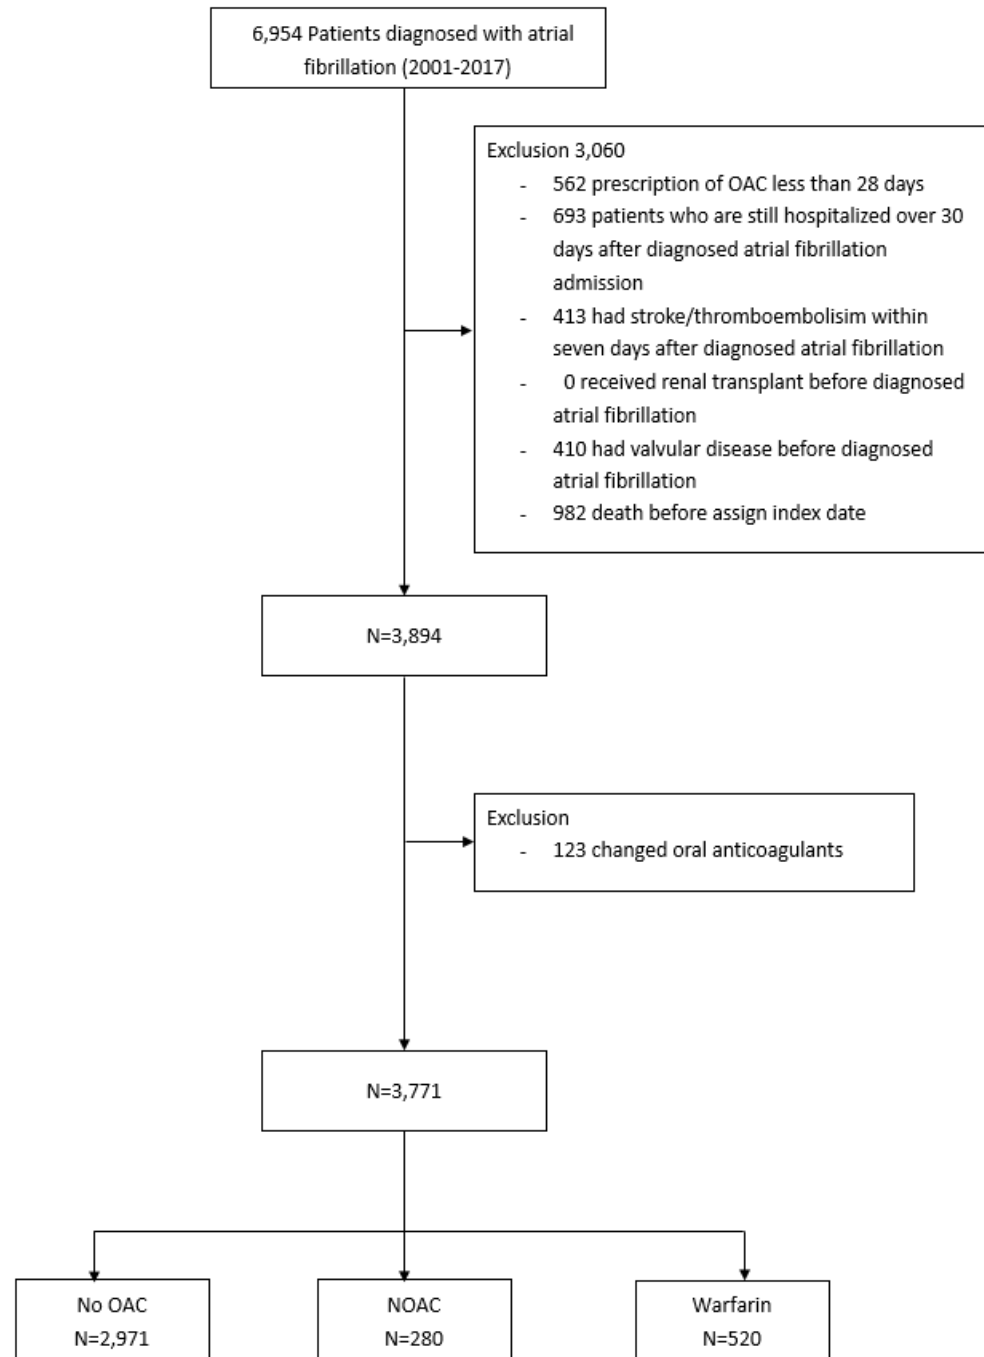 6,954 Patients diagnosed with atrial
fibrillation (2001-2017)
Exclusion 3,060
- 562 prescription of OAC less than 28 days
- 693 patients who are still hospitalized over 30
days after diagnosed atrial fibrillation
admission
- 413 had stroke/thromboembolisim within
seven days after diagnosed atrial fibrillation
- 0 received renal transplant before diagnosed
atrial fibrillation
- 410 had valvular disease before diagnosed
atrial fibrillation
- 982 death before assign index date
N=3,894
Exclusion
- 123 changed oral anticoagulants
N=3,771
No OAC
N=2,971
NOAC
N=280
Warfarin
N=520